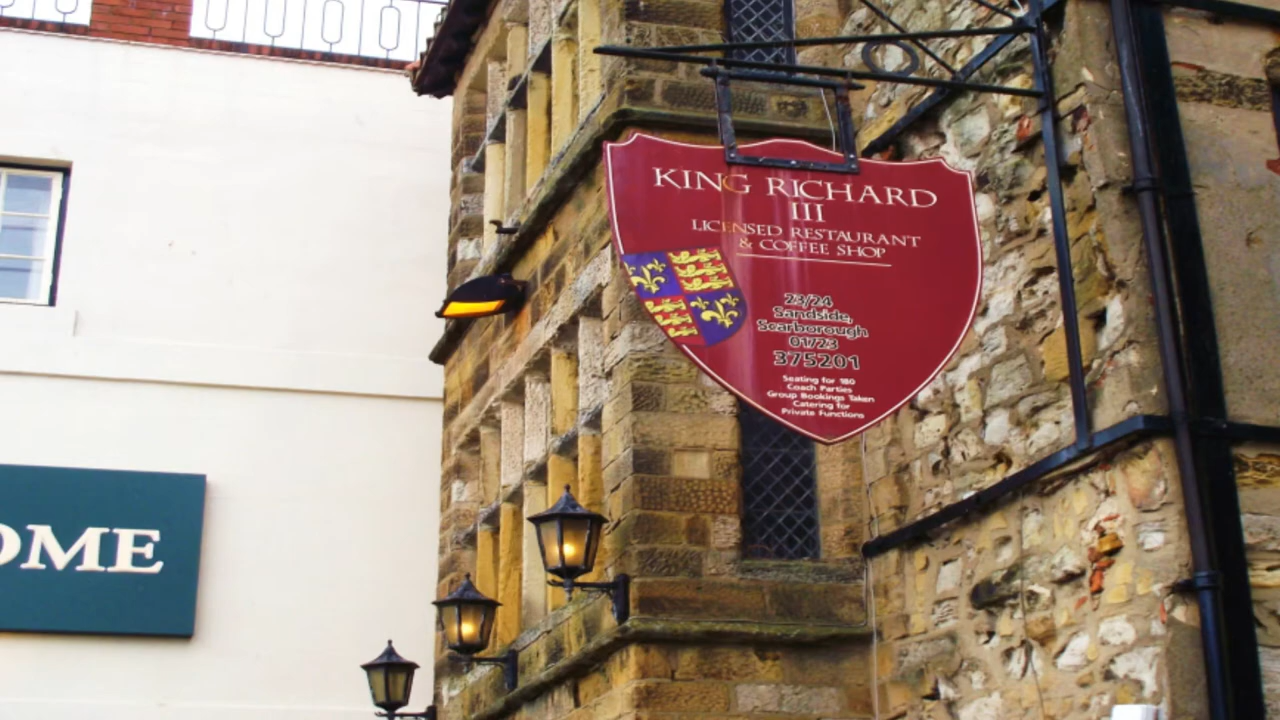 KING RICHARD
III
LICENSED RESTAURANT
& COFFEE SHOP
23/24
Sandside,
Scarborough
01723
375201
Seating for 180
Coach Parties
Group Bookings Taken
Catering for
Private Functions
OME